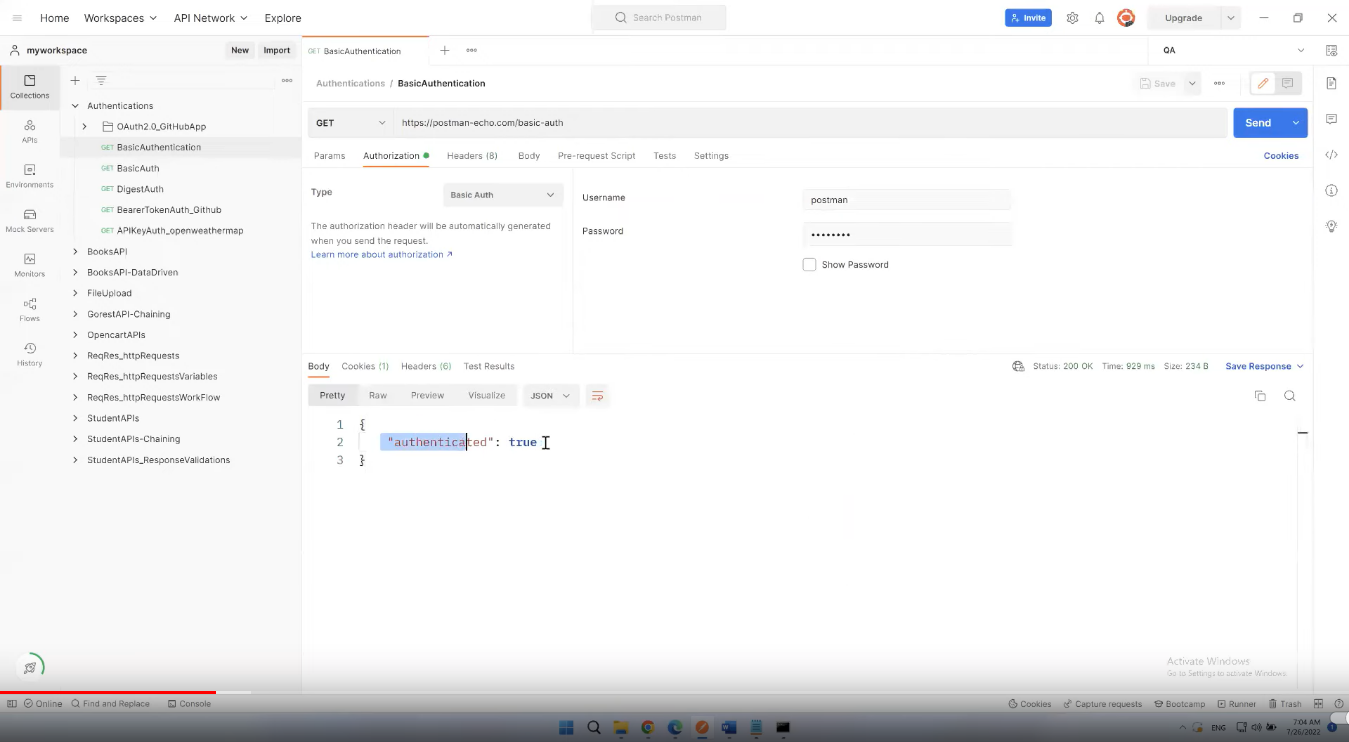 Home Workspaces API Network Explore Search Postman Invite Upgrade
myworkspace New Import GET BasicAuthentication QA
Collections
APIs
Environments
Mock Servers
Monitors
Flows
History
Authentications
OAuth2.0_GitHubApp
GET BasicAuthentication
GET BasicAuth
GET DigestAuth
GET BearerTokenAuth_Github
GET APIKeyAuth_openweathermap
BooksAPI
BooksAPI-DataDriven
FileUpload
GorestAPI-Chaining
OpencartAPIs
ReqRes_httpRequests
ReqRes_httpRequestsVariables
ReqRes_httpRequestsWorkFlow
StudentAPIs
StudentAPIs-Chaining
StudentAPIs_ResponseValidations
Authentications / BasicAuthentication Save
GET https://postman-echo.com/basic-auth Send
Params Authorization Headers (8) Body Pre-request Script Tests Settings Cookies
Type Basic Auth
The authorization header will be automatically generated
when you send the request.
Learn more about authorization ↗
Username postman
Password ••••••••
Show Password
Body Cookies (1) Headers (6) Test Results Status: 200 OK Time: 929 ms Size: 234 B Save Response
Pretty Raw Preview Visualize JSON
1 {
2 "authenticated": true
3 }
Activate Windows
Go to Settings to activate Windows.
Online Find and Replace Console Cookies Capture requests Bootcamp Runner Trash
ENG 7:04 AM
7/26/2022